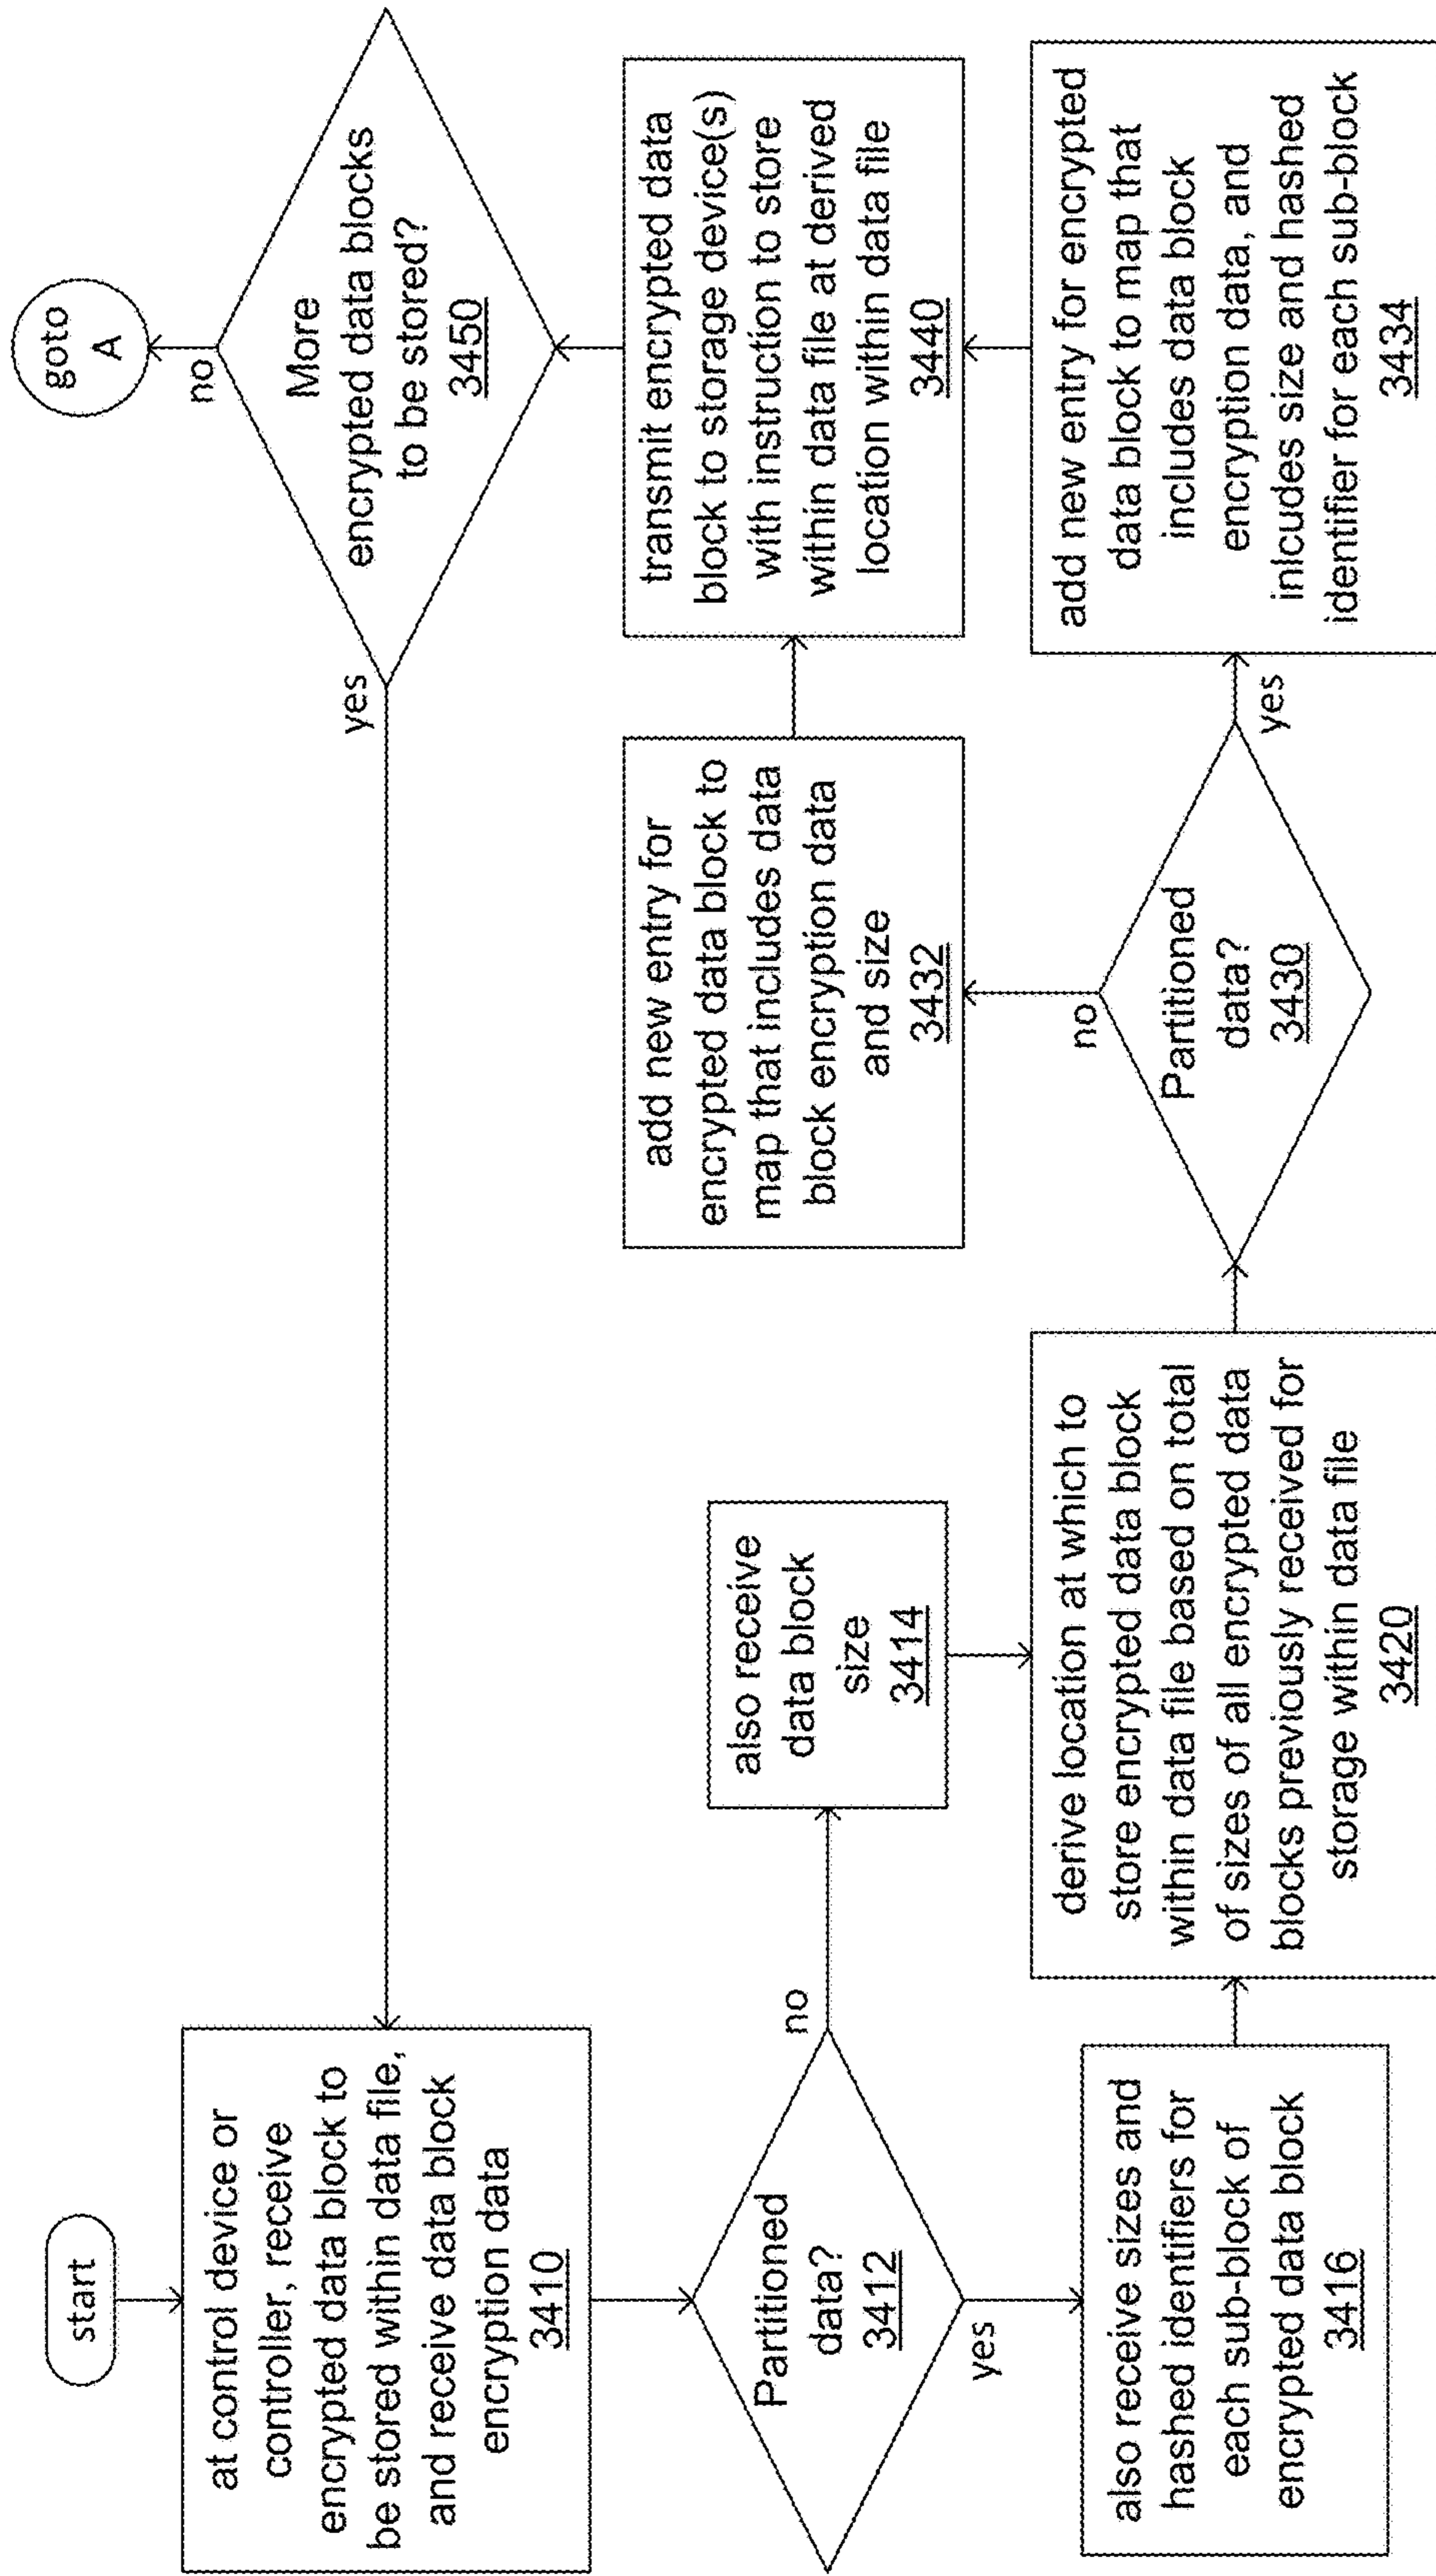 start
at control device or
controller, receive
encrypted data block to
be stored within data file,
and receive data block
encryption data
3410
Partitioned
data?
3412
no
yes
also receive
data block
size
3414
also receive sizes and
hashed identifiers for
each sub-block of
encrypted data block
3416
derive location at which to
store encrypted data block
within data file based on total
of sizes of all encrypted data
blocks previously received for
storage within data file
3420
Partitioned
data?
3430
no
yes
add new entry for
encrypted data block to
map that includes data
block encryption data
and size
3432
add new entry for encrypted
data block to map that
includes data block
encryption data, and
inlcudes size and hashed
identifier for each sub-block
3434
transmit encrypted data
block to storage device(s)
with instruction to store
within data file at derived
location within data file
3440
More
encrypted data blocks
to be stored?
3450
yes
no
goto
A